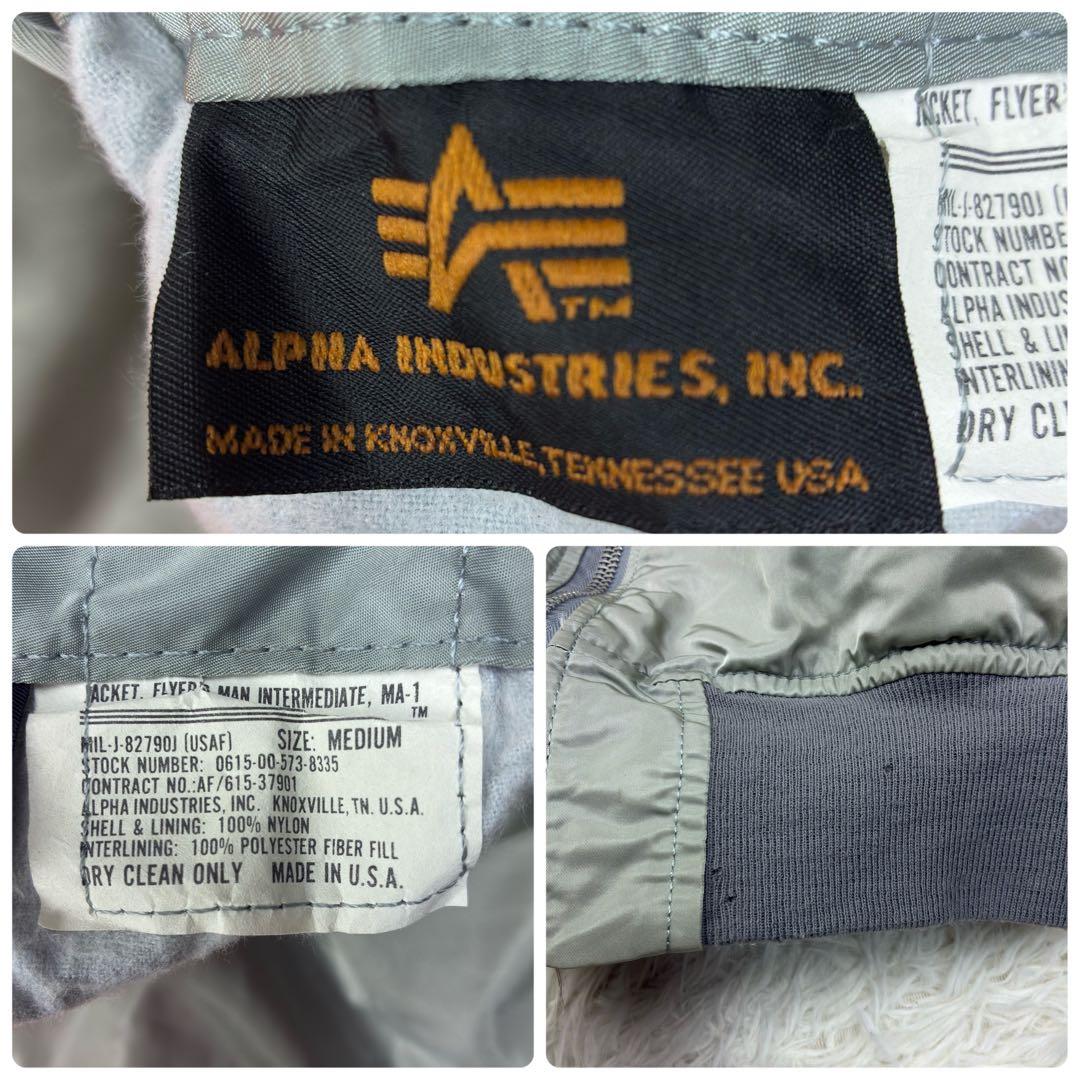 TM
ALPHA INDUSTRIES, INC.
MADE IN KNOXVILLE, TENNESSEE USA
JACKET, FLYER'
MIL-J-82790J (
STOCK NUMBE
CONTRACT NO
ALPHA INDUS
SHELL & LI
INTERLININ
DRY CL
JACKET, FLYER'S MAN INTERMEDIATE, MA-1
TM
MIL-J-82790J (USAF) SIZE: MEDIUM
STOCK NUMBER: 0615-00-573-8335
CONTRACT NO.:AF/615-37901
ALPHA INDUSTRIES, INC. KNOXVILLE, TN. U.S.A.
SHELL & LINING: 100% NYLON
INTERLINING: 100% POLYESTER FIBER FILL
DRY CLEAN ONLY MADE IN U.S.A.